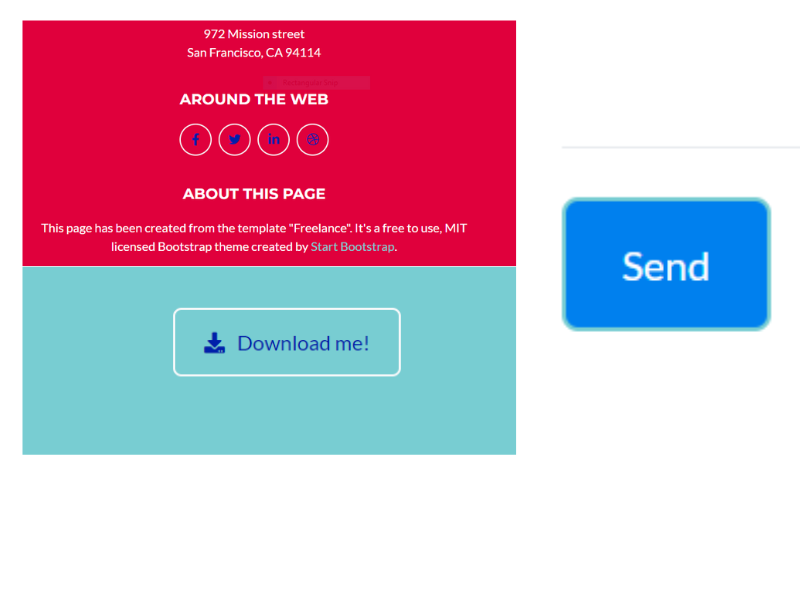 972 Mission street
San Francisco, CA 94114
AROUND THE WEB
ABOUT THIS PAGE
This page has been created from the template "Freelance". It's a free to use, MIT
licensed Bootstrap theme created by Start Bootstrap.
Download me!
Send